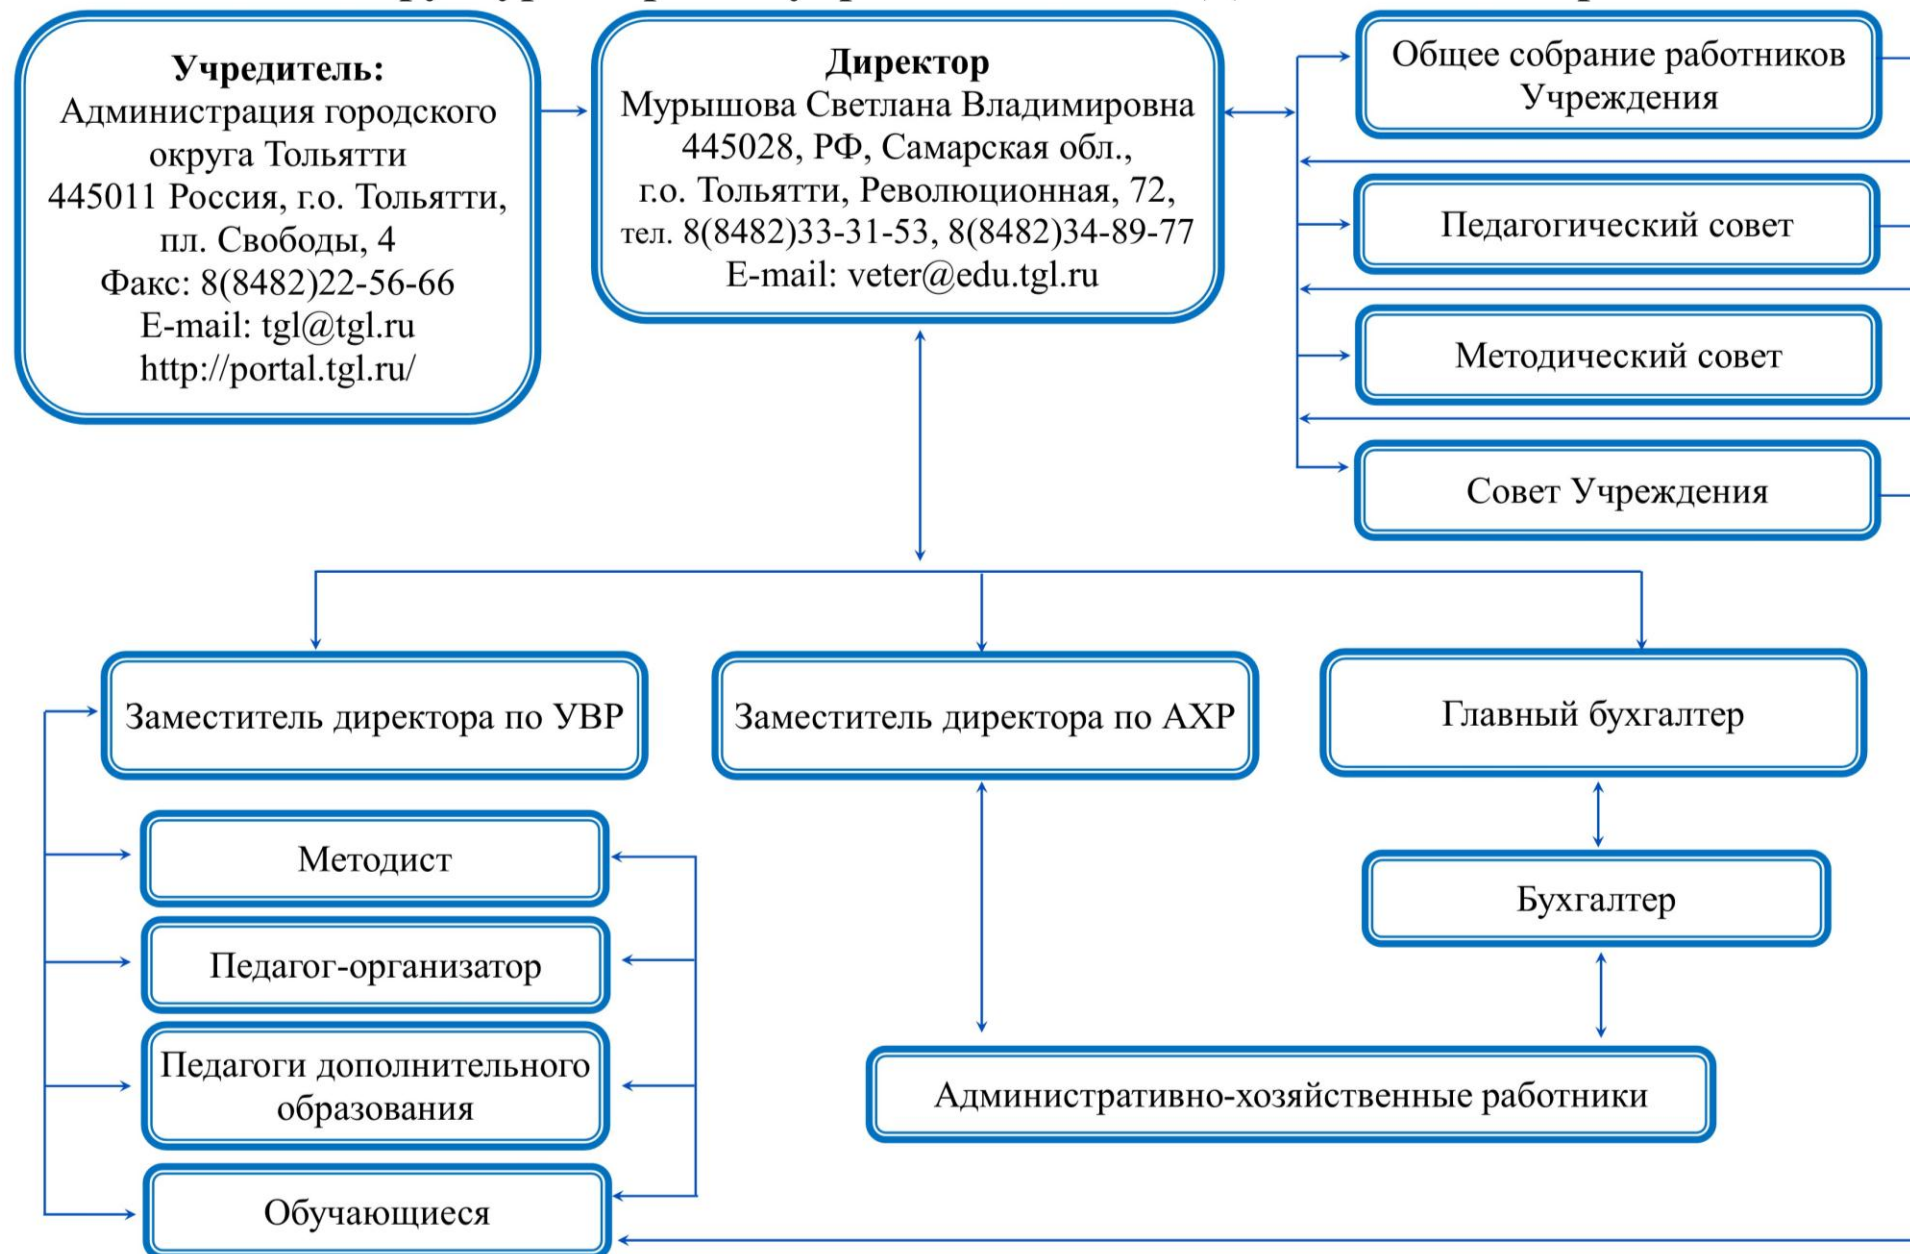 Учредитель:
Администрация городского
округа Тольятти
445011 Россия, г.о. Тольятти,
пл. Свободы, 4
Факс: 8(8482)22-56-66
E-mail: tgl@tgl.ru
http://portal.tgl.ru/
Директор
Мурышова Светлана Владимировна
445028, РФ, Самарская обл.,
г.о. Тольятти, Революционная, 72,
тел. 8(8482)33-31-53, 8(8482)34-89-77
E-mail: veter@edu.tgl.ru
Общее собрание работников
Учреждения
Педагогический совет
Методический совет
Совет Учреждения
Заместитель директора по УВР
Заместитель директора по АХР
Главный бухгалтер
Методист
Педагог-организатор
Педагоги дополнительного
образования
Обучающиеся
Бухгалтер
Административно-хозяйственные работники